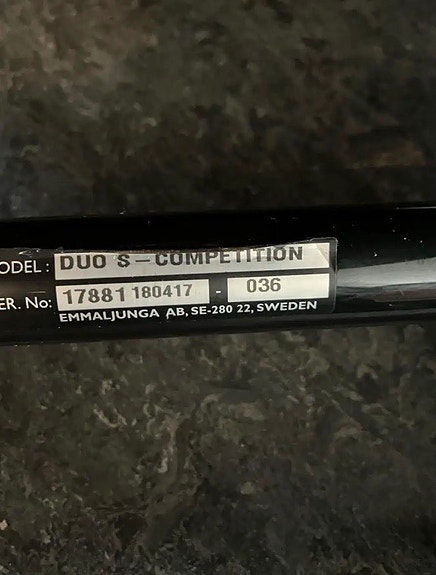 ODEL : DUO S – COMPETITION
ER. No: 17881 180417 - 036
EMMALJUNGA AB, SE-280 22, SWEDEN